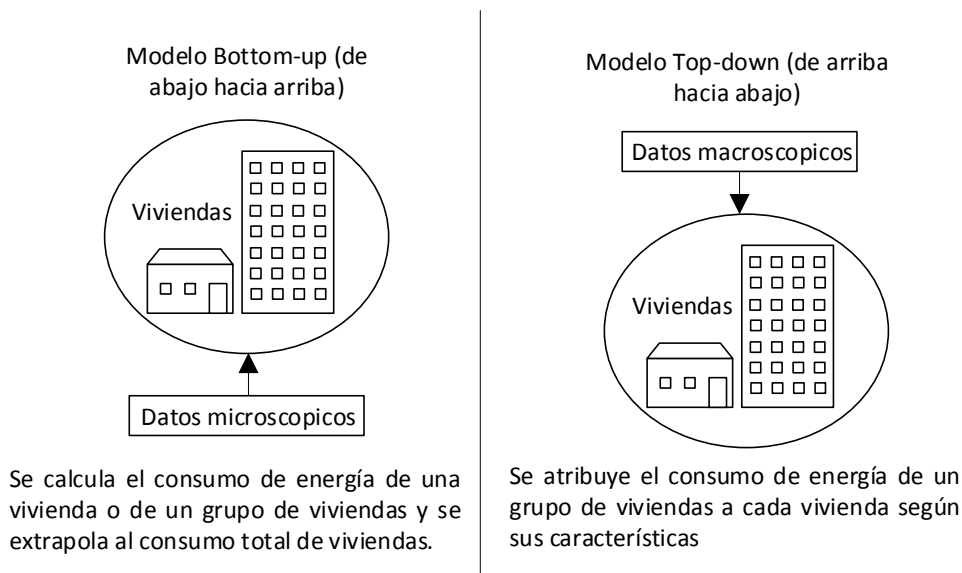 Modelo Bottom-up (de
abajo hacia arriba)
Viviendas
Datos microscopicos
Se calcula el consumo de energía de una
vivienda o de un grupo de viviendas y se
extrapola al consumo total de viviendas.
Modelo Top-down (de arriba
hacia abajo)
Datos macroscopicos
Viviendas
Se atribuye el consumo de energía de un
grupo de viviendas a cada vivienda según
sus características